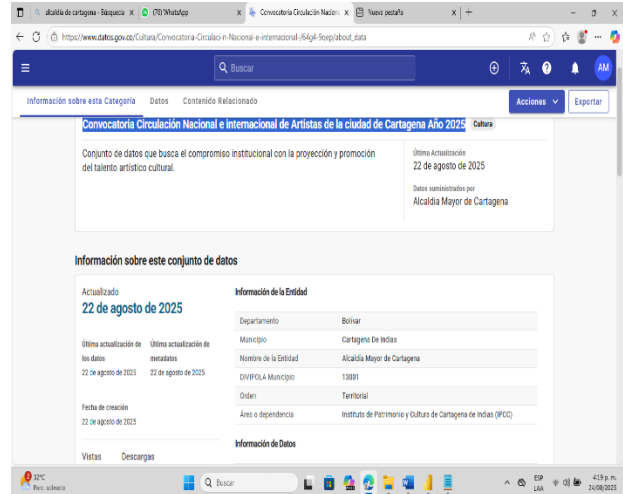 alcaldía de cartagena - Búsqueda
(78) WhatsApp
Convocatoria Circulación Nacion
Nueva pestaña
https://www.datos.gov.co/Cultura/Convocatoria-Circulaci-n-Nacional-e-internacional-/64g4-9eep/about_data
Buscar
AM
Información sobre esta Categoría Datos Contenido Relacionado
Acciones
Exportar
Convocatoria Circulación Nacional e internacional de Artistas de la ciudad de Cartagena Año 2025 Cultura
Conjunto de datos que busca el compromiso institucional con la proyección y promoción
del talento artístico cultural.
Última Actualización
22 de agosto de 2025
Datos suministrados por
Alcaldía Mayor de Cartagena
Información sobre este conjunto de datos
Actualizado
22 de agosto de 2025
Última actualización de
los datos
22 de agosto de 2025
Última actualización de
metadatos
22 de agosto de 2025
Fecha de creación
22 de agosto de 2025
Vistas Descargas
Información de la Entidad
Departamento Bolívar
Municipio Cartagena De Indias
Nombre de la Entidad Alcaldía Mayor de Cartagena
DIVIPOLA Municipio 13001
Orden Territorial
Área o dependencia Instituto de Patrimonio y Cultura de Cartagena de Indias (IPCC)
Información de Datos
32°C
Parc. soleado
Buscar
ESP
LAA
4:19 p. m.
24/08/2025